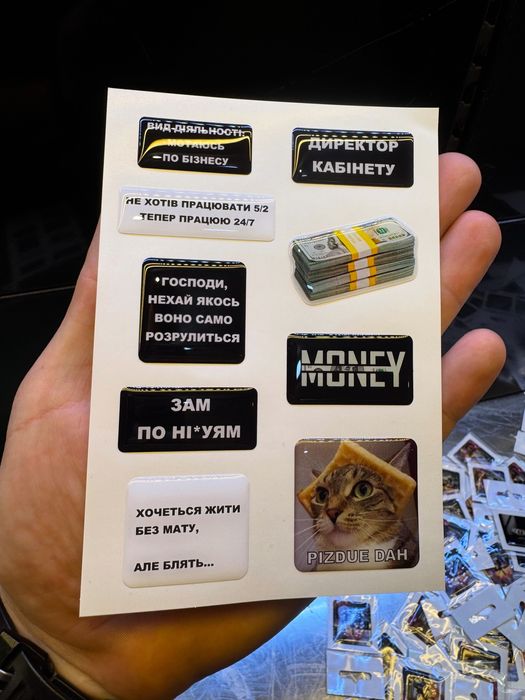 ВИД ДІЯЛЬНОСТІ:
МОТАЮСЬ
ПО БІЗНЕСУ
ДИРЕКТОР
КАБІНЕТУ
НЕ ХОТІВ ПРАЦЮВАТИ 5/2
ТЕПЕР ПРАЦЮЮ 24/7
ГОСПОДИ,
НЕХАЙ ЯКОСЬ
ВОНО САМО
РОЗРУЛИТЬСЯ
MONEY
ЗАМ
ПО НІ*УЯМ
ХОЧЕТЬСЯ ЖИТИ
БЕЗ МАТУ,
АЛЕ БЛЯТЬ...
PIZDUE DAH